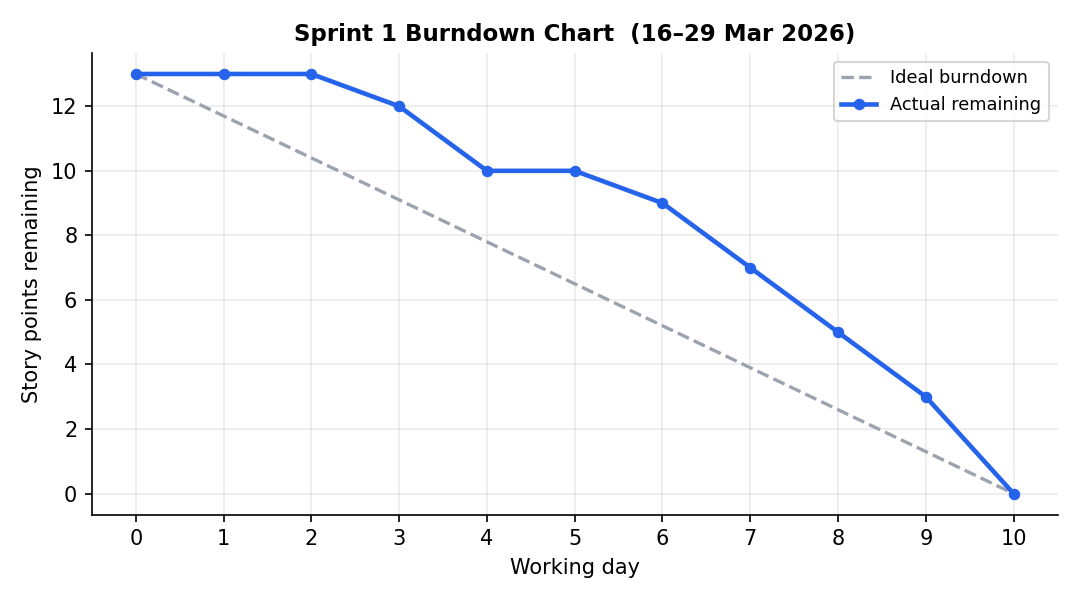 Sprint 1 Burndown Chart  (16–29 Mar 2026)
Ideal burndown
Actual remaining
Story points remaining
12
10
8
6
4
2
0
0 1 2 3 4 5 6 7 8 9 10
Working day